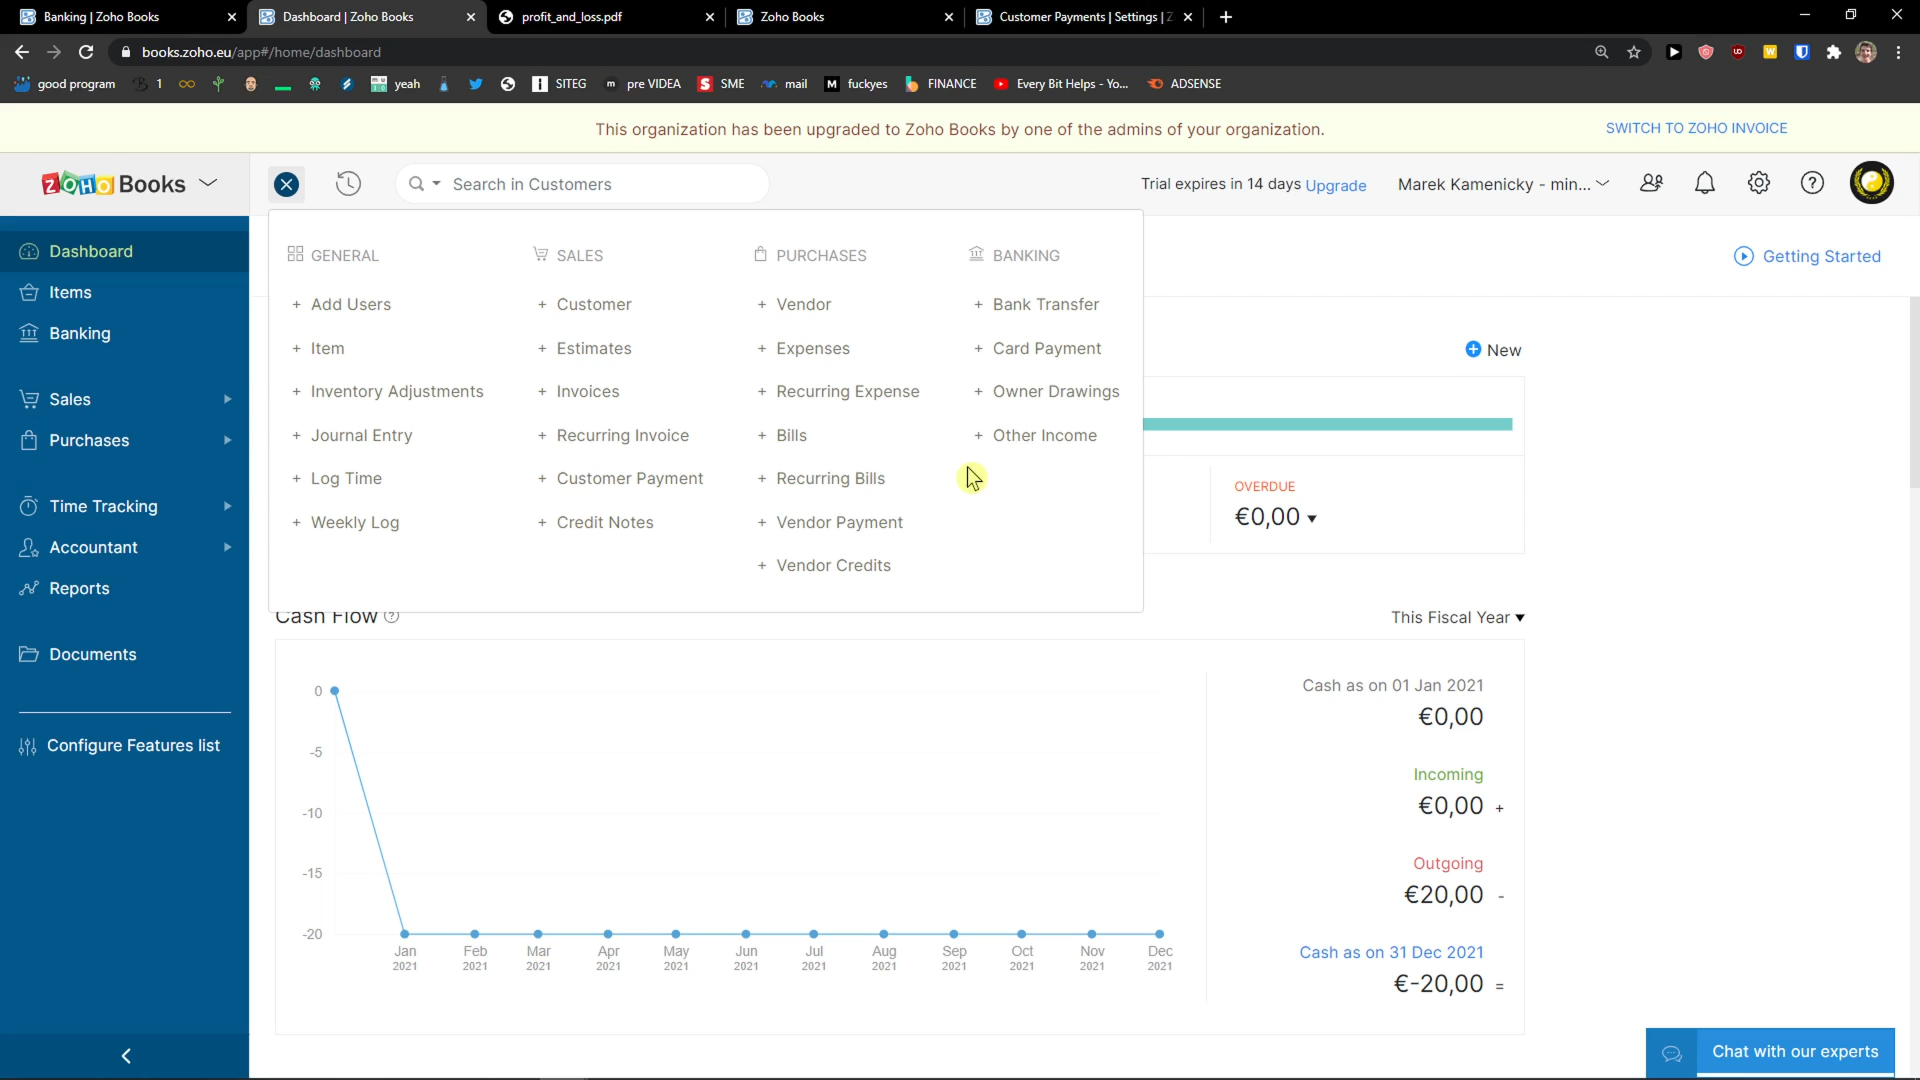 Banking | Zoho Books
Dashboard | Zoho Books
profit_and_loss.pdf
Zoho Books
Customer Payments | Settings | Z
books.zoho.eu/app#/home/dashboard
good program
1
yeah
SITEG
pre VIDEA
SME
mail
fuckyes
FINANCE
Every Bit Helps - Yo...
ADSENSE
This organization has been upgraded to Zoho Books by one of the admins of your organization.
SWITCH TO ZOHO INVOICE
ZOHO Books
Search in Customers
Trial expires in 14 days Upgrade
Marek Kamenicky - min...
Dashboard
Items
Banking
Sales
Purchases
Time Tracking
Accountant
Reports
Documents
Configure Features list
GENERAL
+ Add Users
+ Item
+ Inventory Adjustments
+ Journal Entry
+ Log Time
+ Weekly Log
SALES
+ Customer
+ Estimates
+ Invoices
+ Recurring Invoice
+ Customer Payment
+ Credit Notes
PURCHASES
+ Vendor
+ Expenses
+ Recurring Expense
+ Bills
+ Recurring Bills
+ Vendor Payment
+ Vendor Credits
BANKING
+ Bank Transfer
+ Card Payment
+ Owner Drawings
+ Other Income
Getting Started
New
OVERDUE
€0,00
Cash Flow
This Fiscal Year
0
-5
-10
-15
-20
Jan 2021
Feb 2021
Mar 2021
Apr 2021
May 2021
Jun 2021
Jul 2021
Aug 2021
Sep 2021
Oct 2021
Nov 2021
Dec 2021
Cash as on 01 Jan 2021
€0,00
Incoming
€0,00 +
Outgoing
€20,00 -
Cash as on 31 Dec 2021
€-20,00 =
Chat with our experts